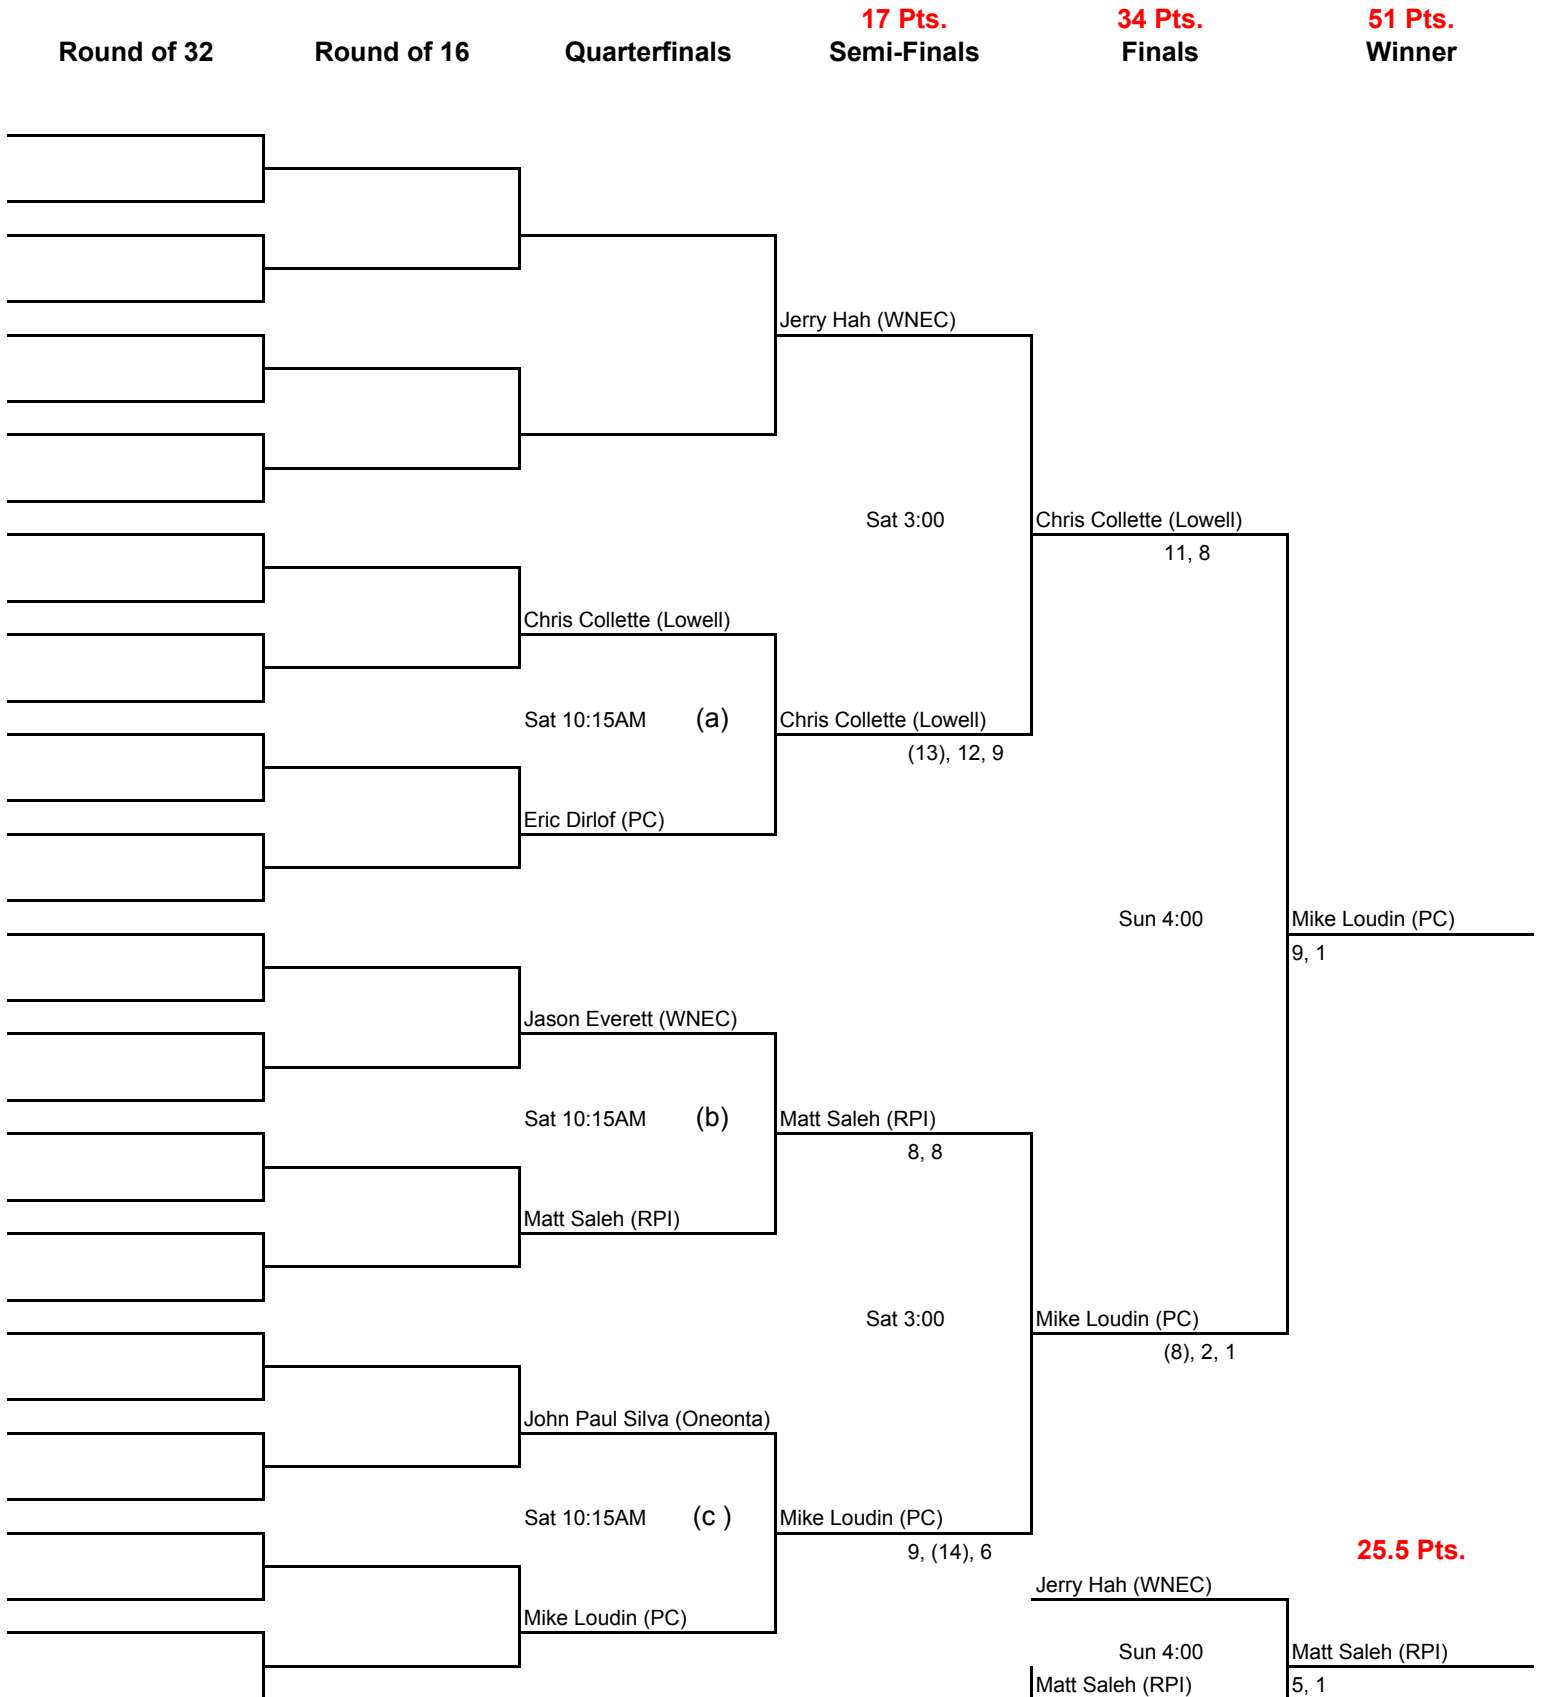 17 Pts. 34 Pts. 51 Pts.
Round of 32 Round of 16 Quarterfinals Semi-Finals Finals Winner
Jerry Hah (WNEC)
Sat 3:00 Chris Collette (Lowell)
11, 8
Chris Collette (Lowell)
Sat 10:15AM (a) Chris Collette (Lowell)
(13), 12, 9
Eric Dirlof (PC)
Sun 4:00 Mike Loudin (PC)
9, 1
Jason Everett (WNEC)
Sat 10:15AM (b) Matt Saleh (RPI)
8, 8
Matt Saleh (RPI)
Sat 3:00 Mike Loudin (PC)
(8), 2, 1
John Paul Silva (Oneonta)
Sat 10:15AM (c ) Mike Loudin (PC)
9, (14), 6 25.5 Pts.
Jerry Hah (WNEC)
Mike Loudin (PC)
Sun 4:00 Matt Saleh (RPI)
Matt Saleh (RPI) 5, 1